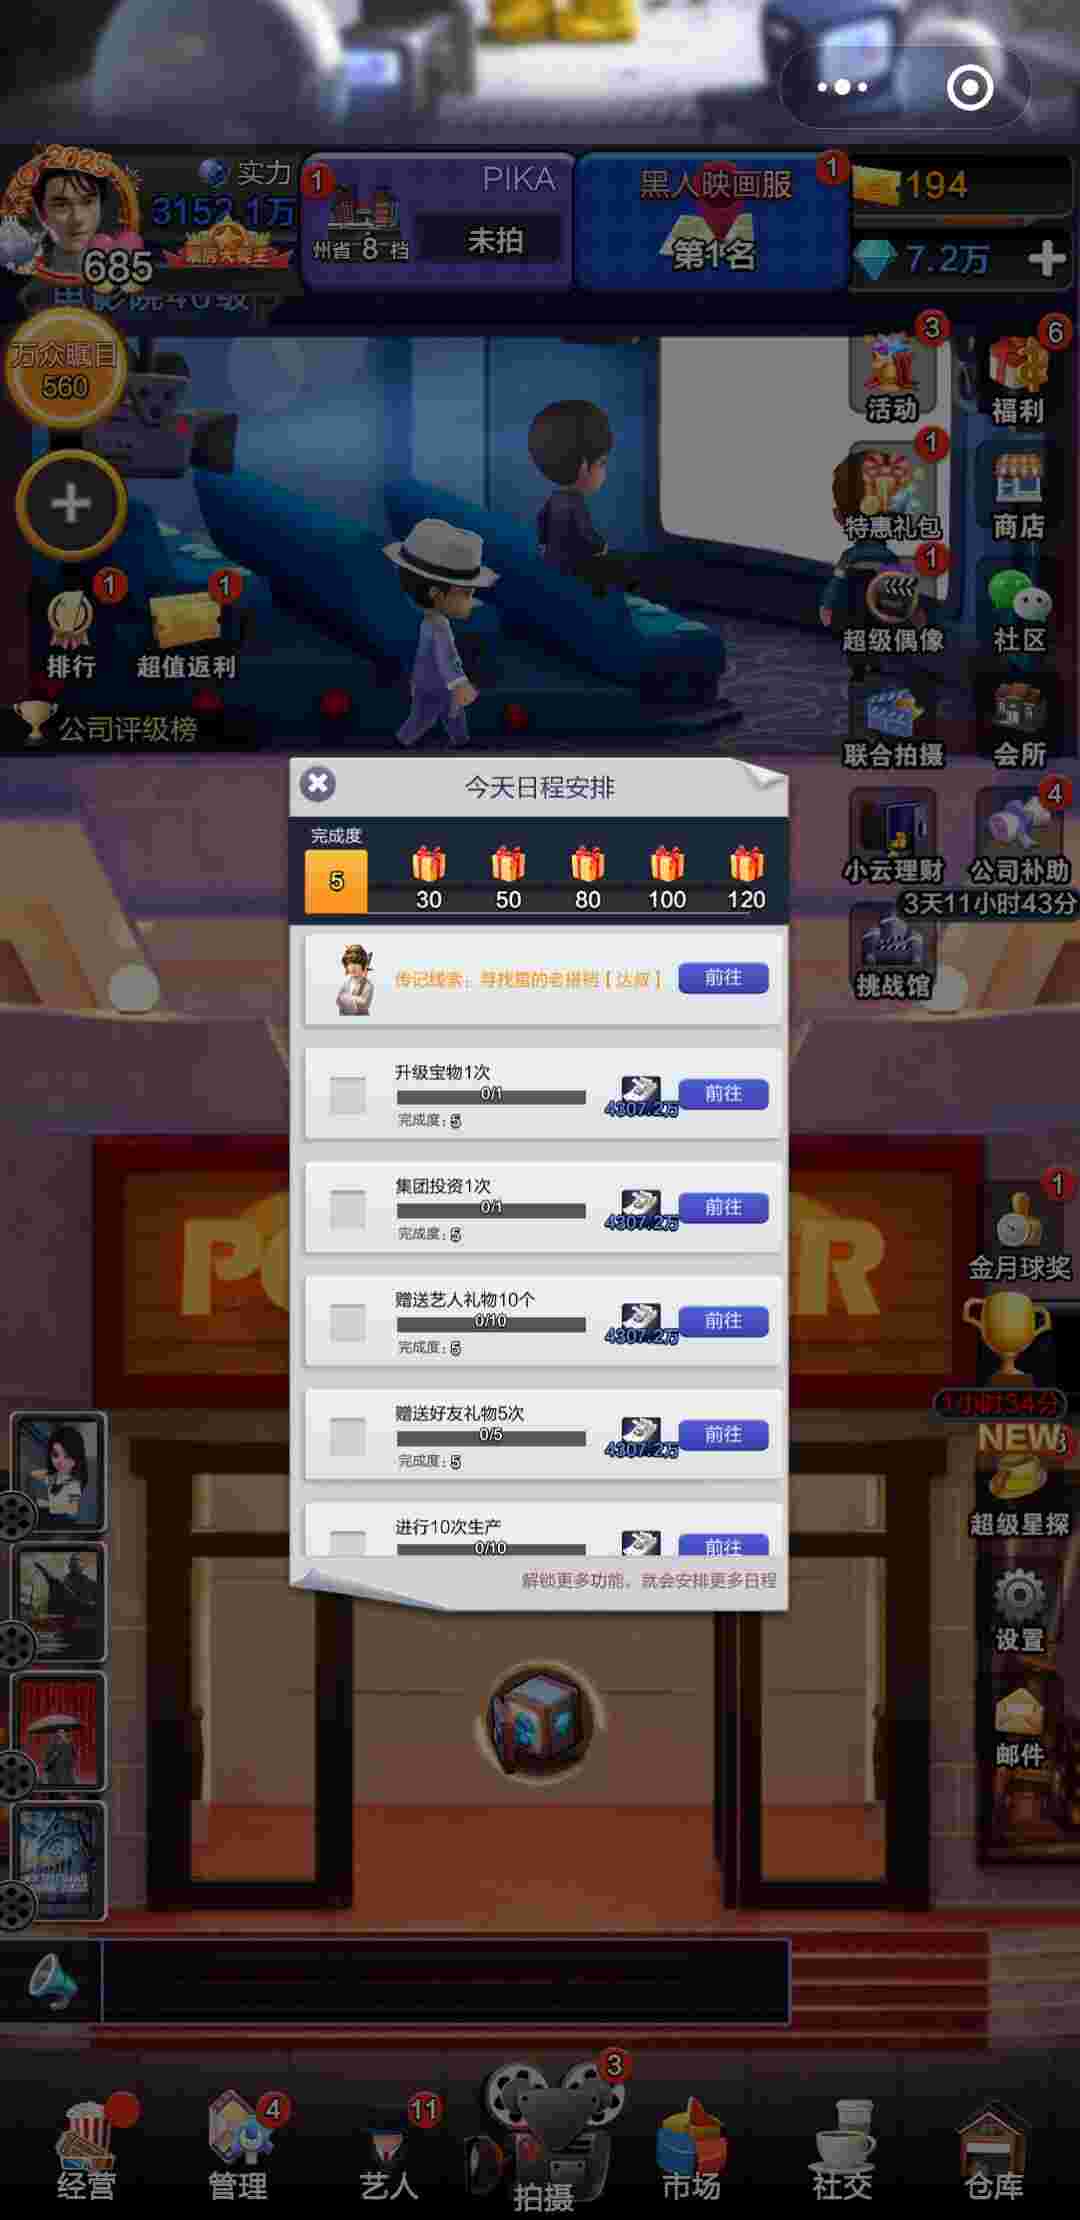 2025
实力
3152.1万
685
1
PIKA
州省 8 档
未拍
黑人映画服
第1名
1
194
7.2万
电影院40级
万众瞩目
560
3
活动
6
福利
1
特惠礼包
商店
1
超级偶像
社区
1
排行
1
超值返利
公司评级榜
联合拍摄
会所
小云理财
4
公司补助
3天11小时43分
挑战馆
今天日程安排
完成度
5
30
50
80
100
120
传记线索：寻找星的老搭档【达叔】
前往
升级宝物1次
0/1
完成度：5
4307.2万
前往
集团投资1次
0/1
完成度：5
4307.2万
前往
赠送艺人礼物10个
0/10
完成度：5
4307.2万
前往
赠送好友礼物5次
0/5
完成度：5
4307.2万
前往
进行10次生产
0/10
前往
解锁更多功能，就会安排更多日程
1
金月球奖
1小时34分
NEW
超级星探
设置
邮件
经营
4
管理
11
艺人
3
拍摄
市场
社交
仓库